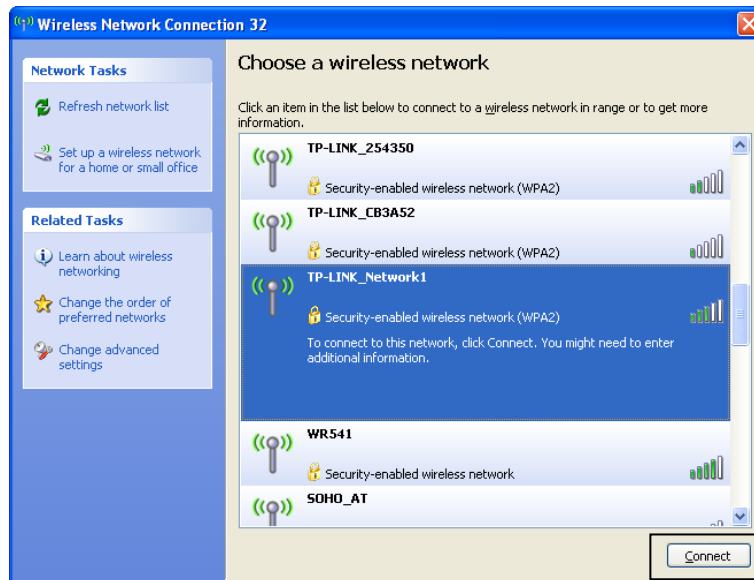 Wireless Network Connection 32
Network Tasks
Refresh network list
Set up a wireless network
for a home or small office
Related Tasks
Learn about wireless
networking
Change the order of
preferred networks
Change advanced
settings
Choose a wireless network
Click an item in the list below to connect to a wireless network in range or to get more
information.
TP-LINK_254350
Security-enabled wireless network (WPA2)
TP-LINK_CB3A52
Security-enabled wireless network (WPA2)
TP-LINK_Network1
Security-enabled wireless network (WPA2)
To connect to this network, click Connect. You might need to enter
additional information.
WR541
Security-enabled wireless network
SOHO_AT
Connect